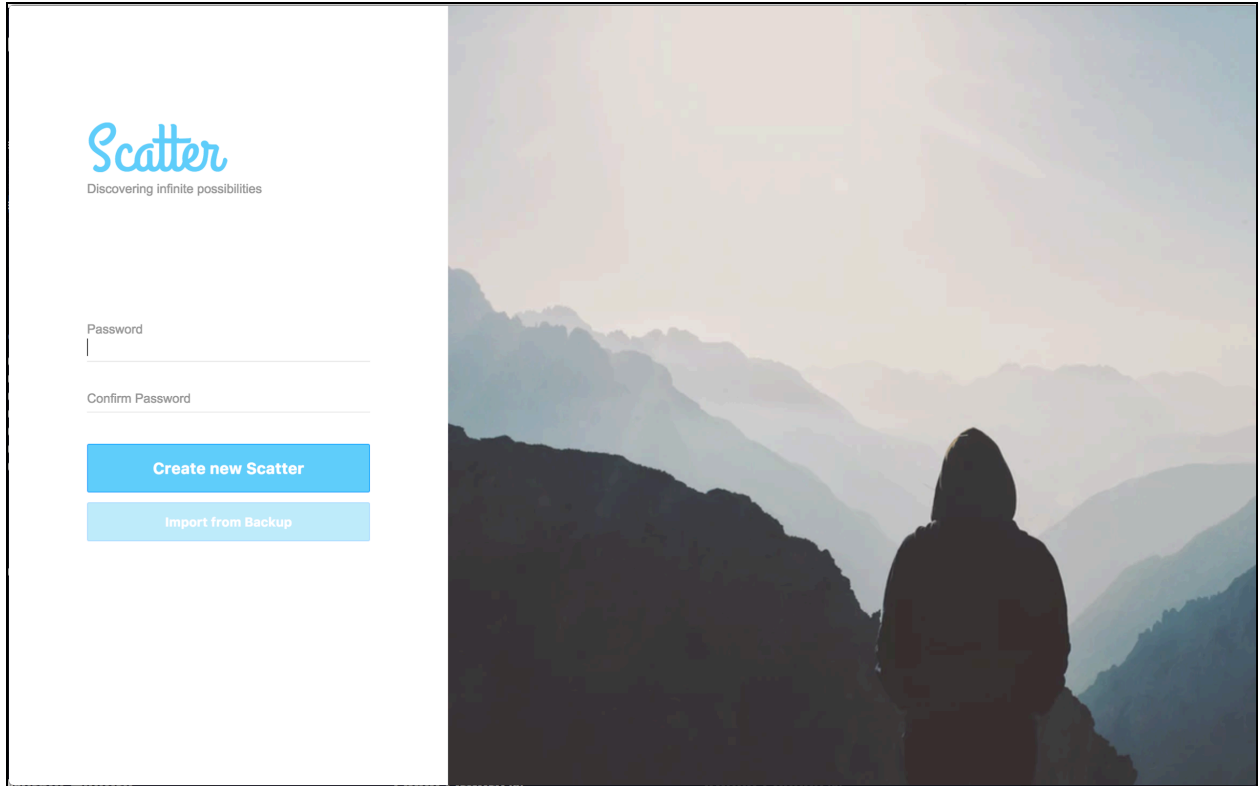 Scatter
Discovering infinite possibilities
Password
Confirm Password
Create new Scatter
Import from Backup